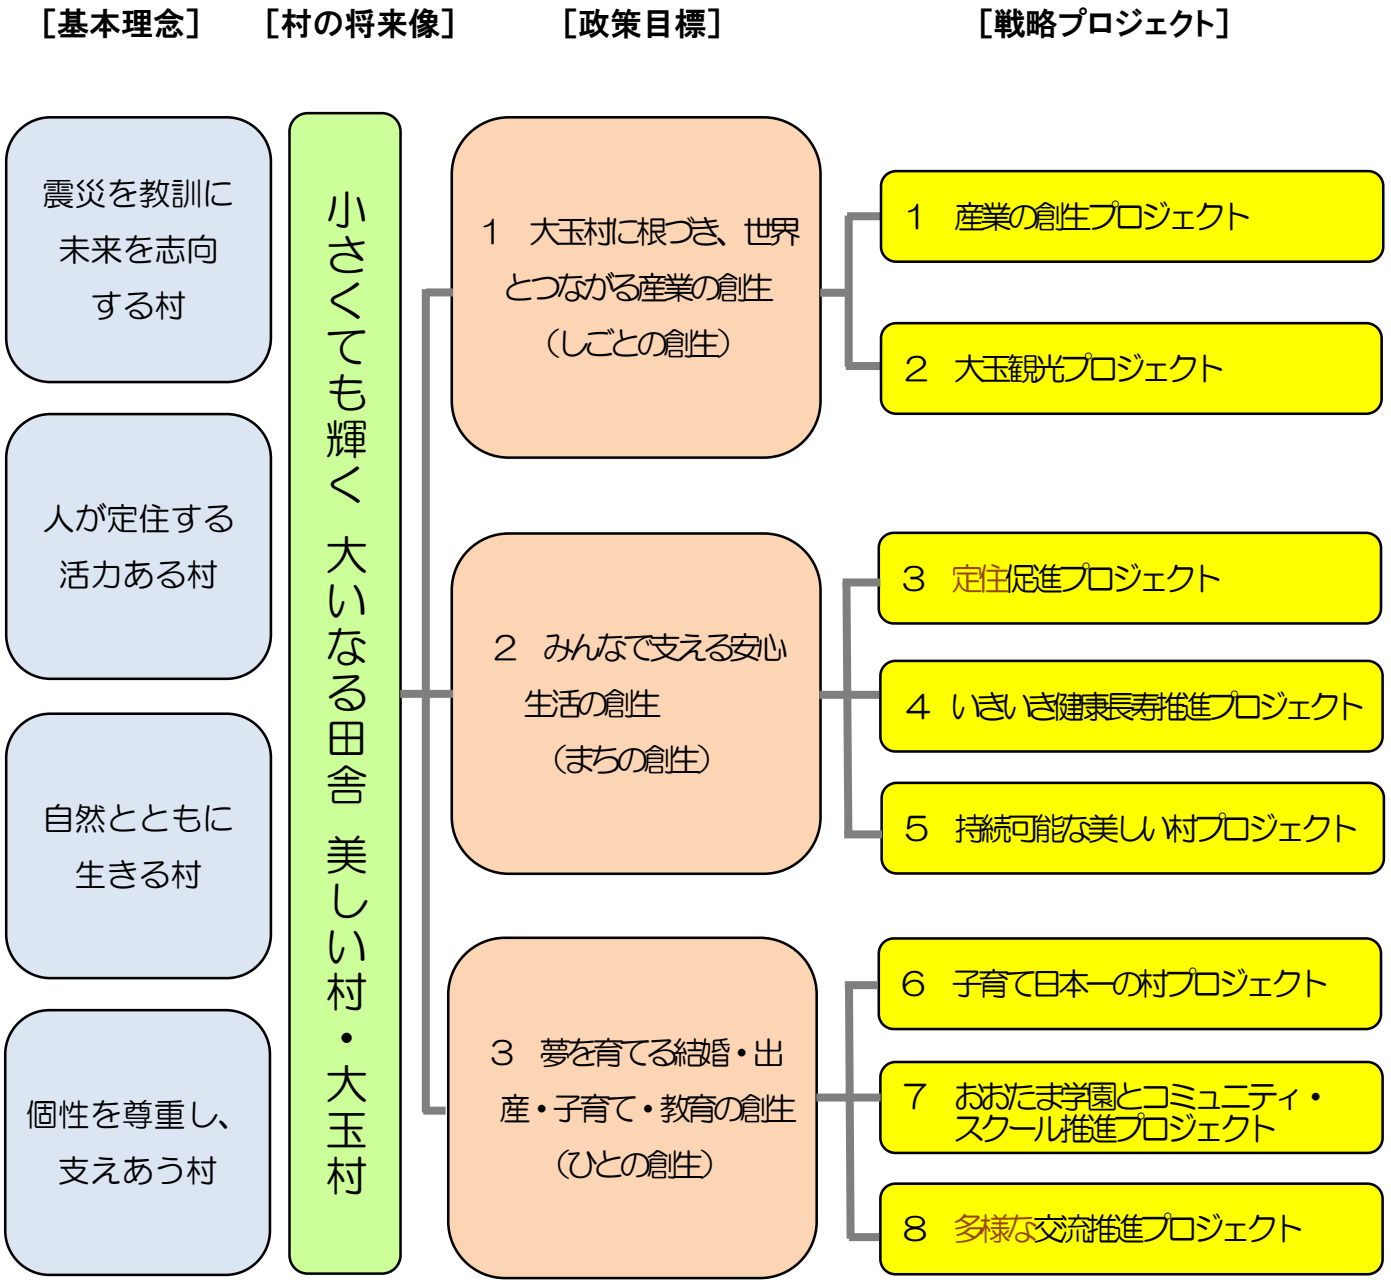 ［基本理念］
［村の将来像］
［政策目標］
［戦略プロジェクト］
震災を教訓に
未来を志向
する村
人が定住する
活力ある村
自然とともに
生きる村
個性を尊重し、
支えあう村
小さくても輝く 大いなる田舎 美しい村・大玉村
１　大玉村に根づき、世界
とつながる産業の創生
（しごとの創生）
２　みんなで支える安心
生活の創生
（まちの創生）
３　夢を育てる結婚・出
産・子育て・教育の創生
（ひとの創生）
１　産業の創生プロジェクト
２　大玉観光プロジェクト
３　定住促進プロジェクト
４　いきいき健康長寿推進プロジェクト
５　持続可能な美しい村プロジェクト
６　子育て日本一の村プロジェクト
７　おおたま学園とコミュニティ・
スクール推進プロジェクト
８　多様な交流推進プロジェクト